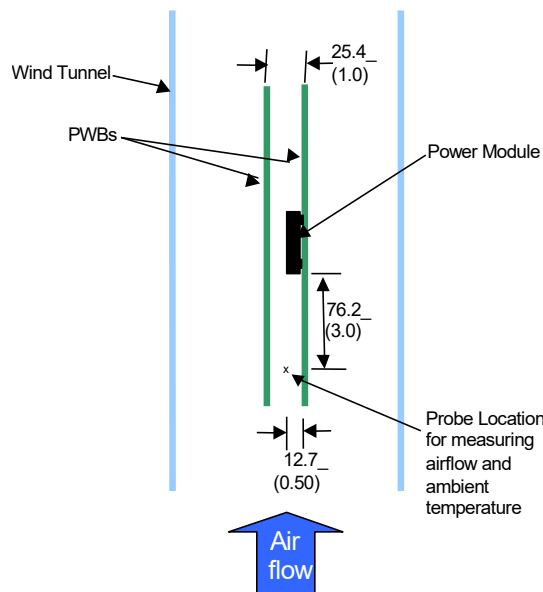 25.4_
(1.0)
Wind Tunnel
PWBs
Power Module
76.2_
(3.0)
x
Probe Location
for measuring
airflow and
ambient
temperature
12.7_
(0.50)
Air
flow